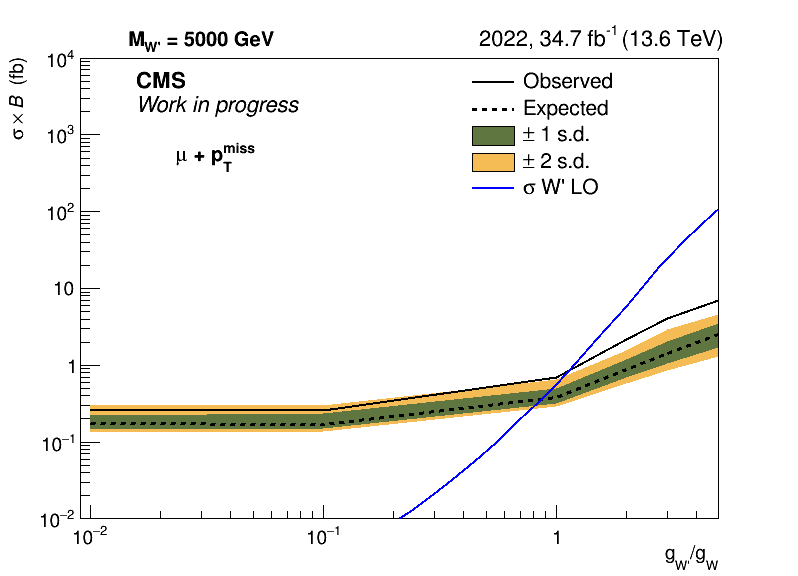 M_W' = 5000 GeV
2022, 34.7 fb⁻¹ (13.6 TeV)
σ × B (fb)
CMS
Work in progress
μ + p_T^miss
Observed
Expected
± 1 s.d.
± 2 s.d.
σ W' LO
10⁴
10³
10²
10
1
10⁻¹
10⁻²
10⁻²
10⁻¹
1
g_W'/g_W